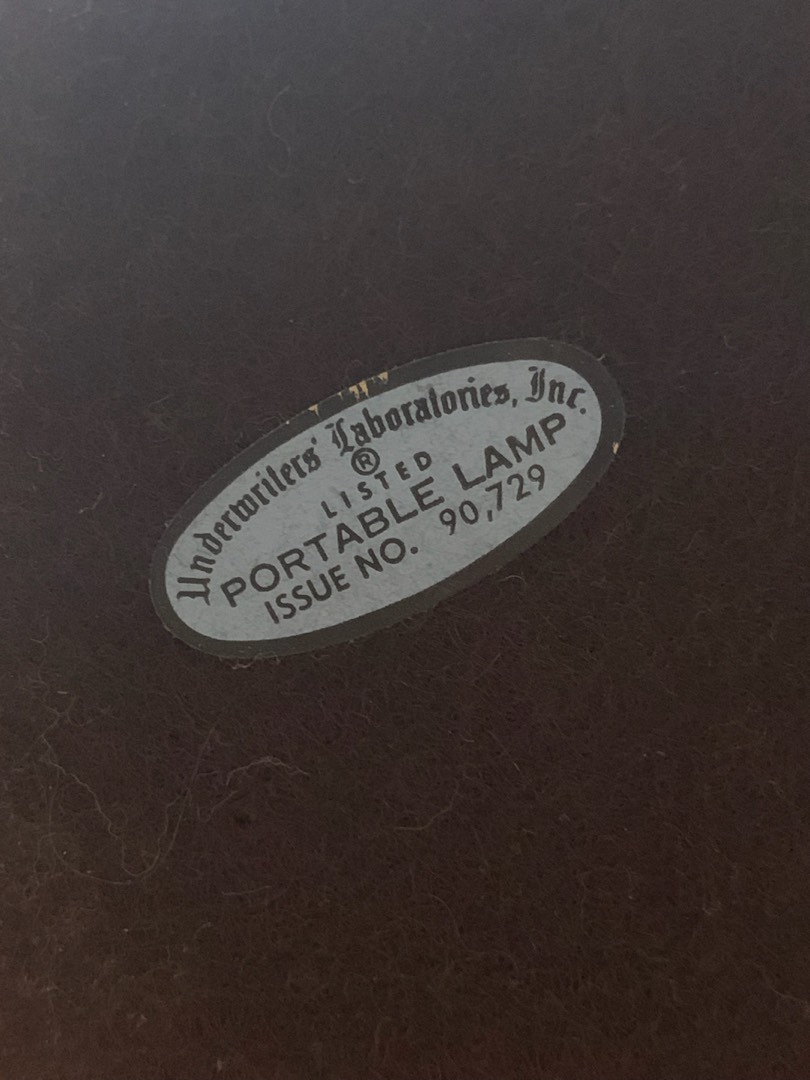 Underwriters' Laboratories, Inc.
®
LISTED
PORTABLE LAMP
ISSUE NO. 90,729